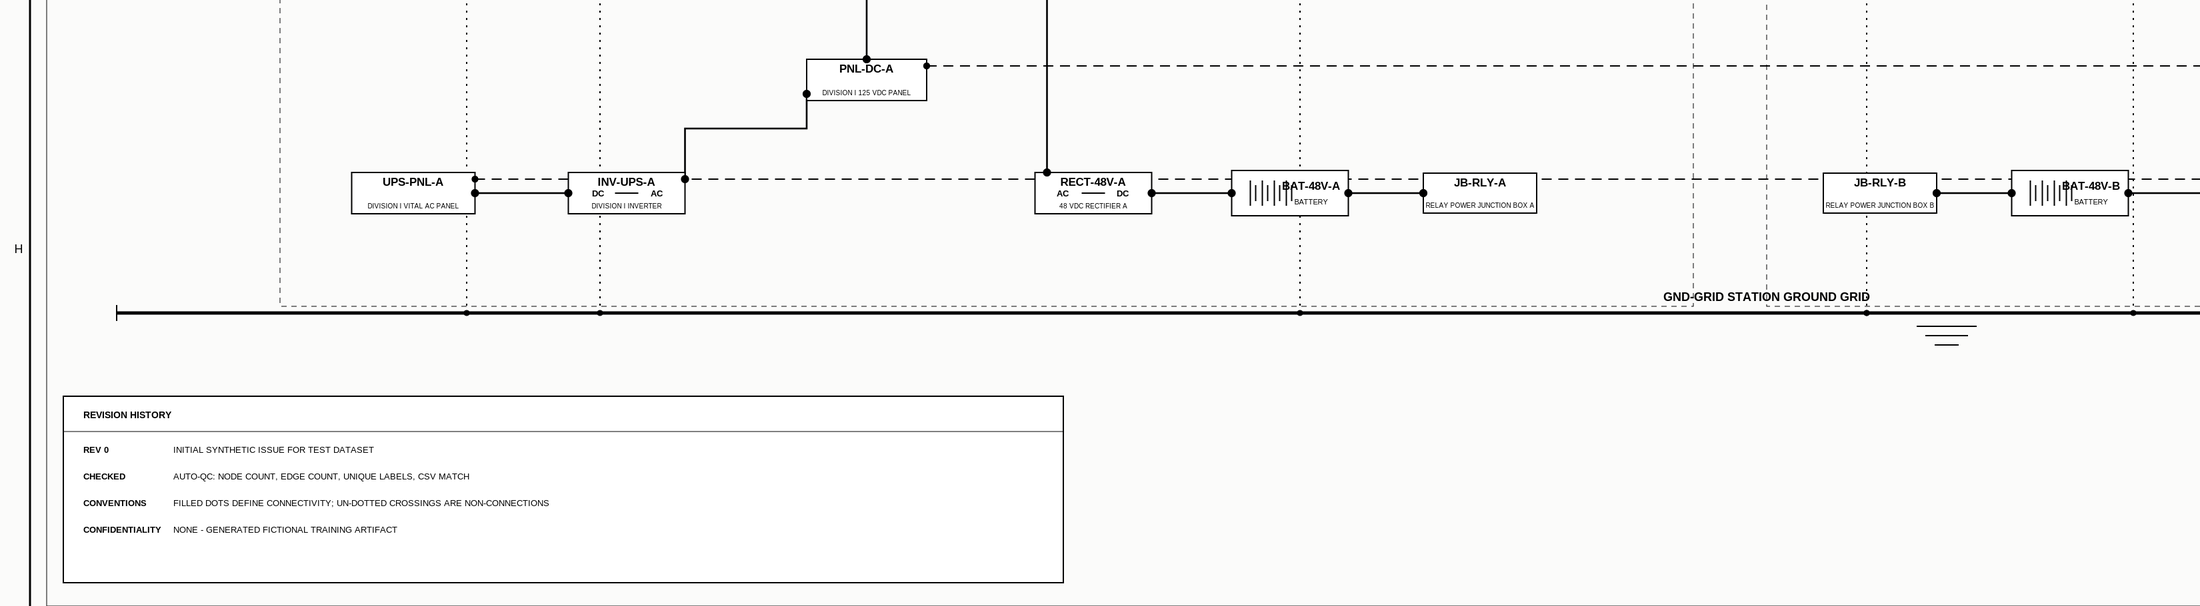 PNL-DC-A
DIVISION I 125 VDC PANEL
UPS-PNL-A
DIVISION I VITAL AC PANEL
INV-UPS-A
DC AC
DIVISION I INVERTER
RECT-48V-A
AC DC
48 VDC RECTIFIER A
BAT-48V-A
BATTERY
JB-RLY-A
RELAY POWER JUNCTION BOX A
JB-RLY-B
RELAY POWER JUNCTION BOX B
BAT-48V-B
BATTERY
H
GND-GRID STATION GROUND GRID
REVISION HISTORY
REV 0 INITIAL SYNTHETIC ISSUE FOR TEST DATASET
CHECKED AUTO-QC: NODE COUNT, EDGE COUNT, UNIQUE LABELS, CSV MATCH
CONVENTIONS FILLED DOTS DEFINE CONNECTIVITY; UN-DOTTED CROSSINGS ARE NON-CONNECTIONS
CONFIDENTIALITY NONE - GENERATED FICTIONAL TRAINING ARTIFACT